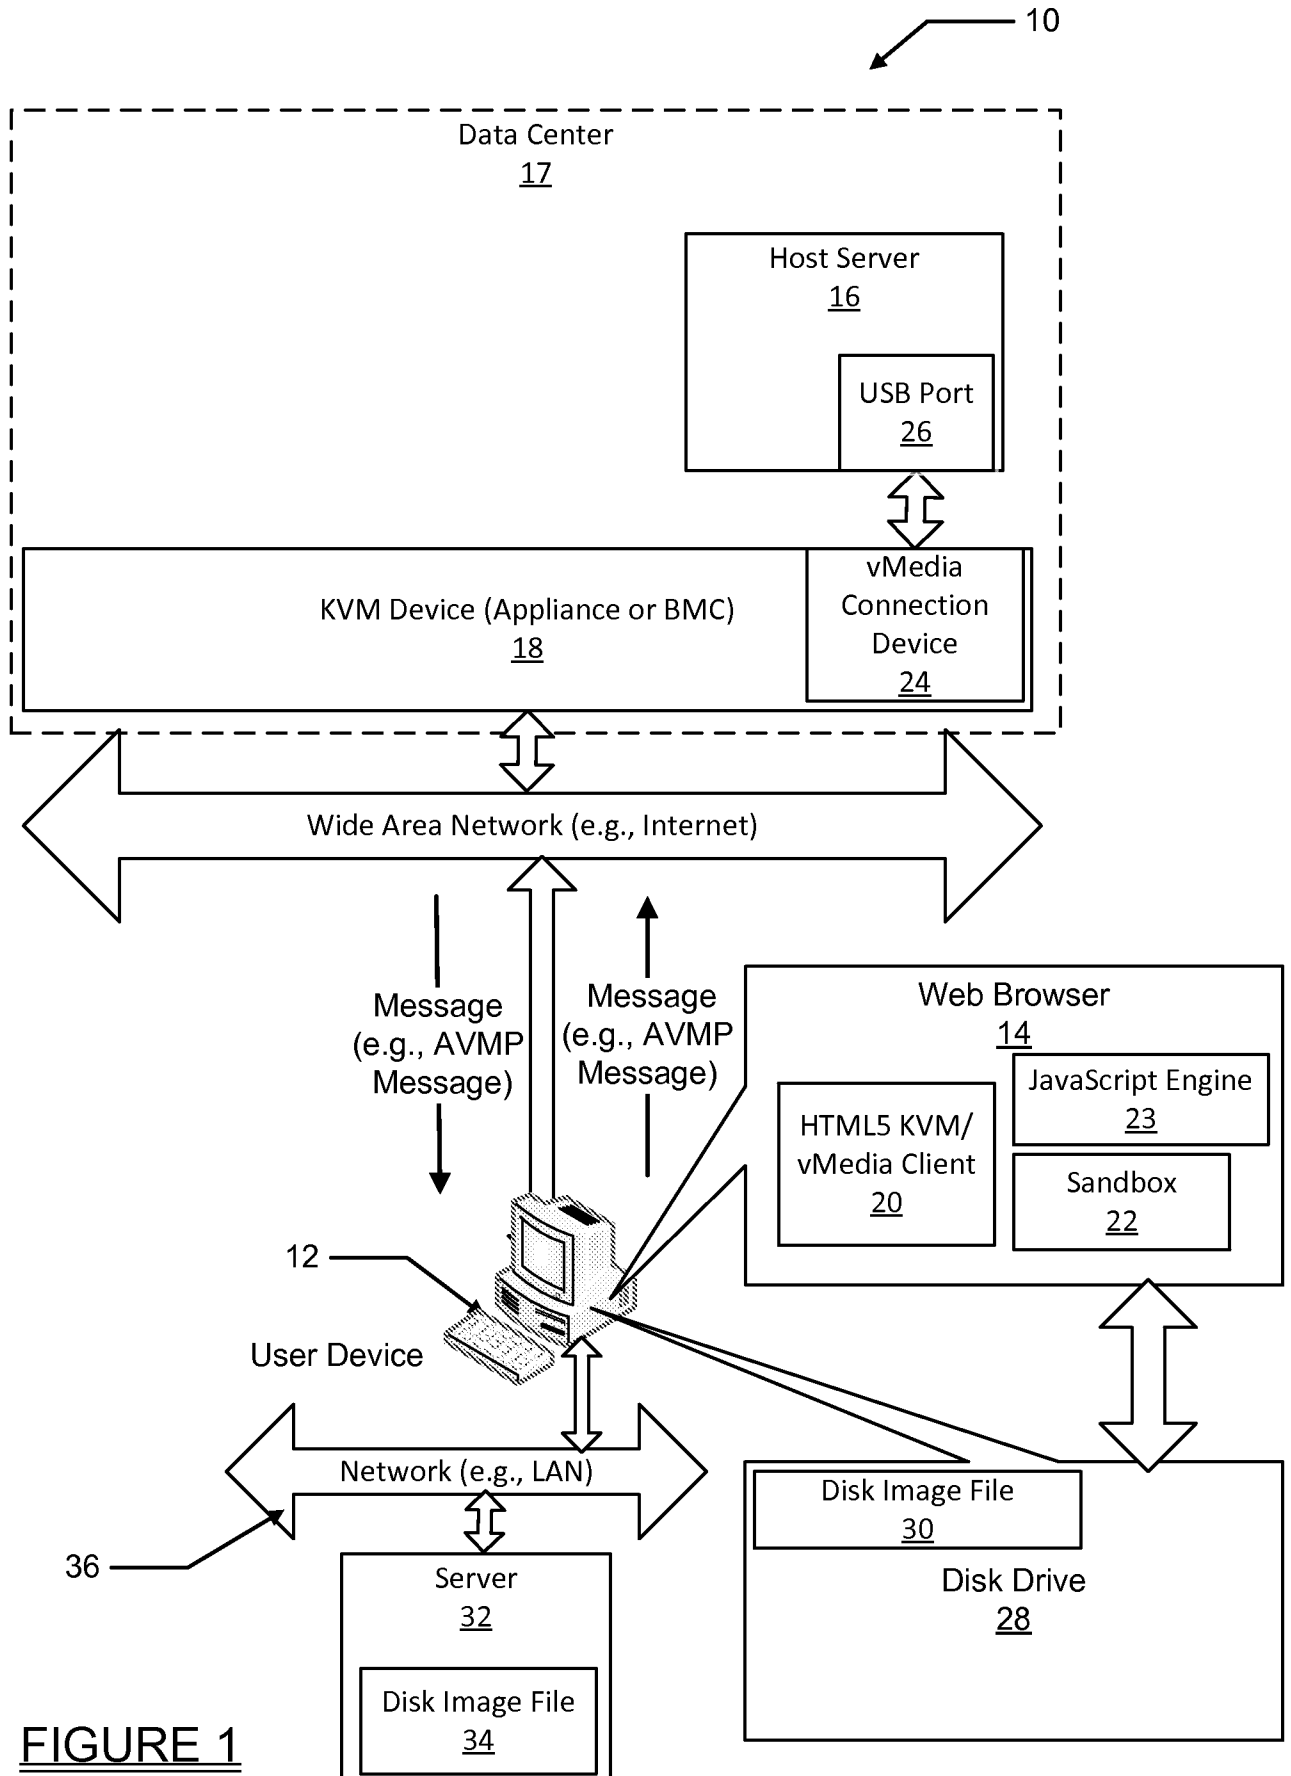 10
Data Center
17
Host Server
16
USB Port
26
vMedia
Connection
Device
24
KVM Device (Appliance or BMC)
18
Wide Area Network (e.g., Internet)
Message
(e.g., AVMP
Message)
Message
(e.g., AVMP
Message)
Web Browser
14
JavaScript Engine
23
HTML5 KVM/
vMedia Client
20
Sandbox
22
12
User Device
Network (e.g., LAN)
36
Server
32
Disk Image File
34
Disk Image File
30
Disk Drive
28
FIGURE 1